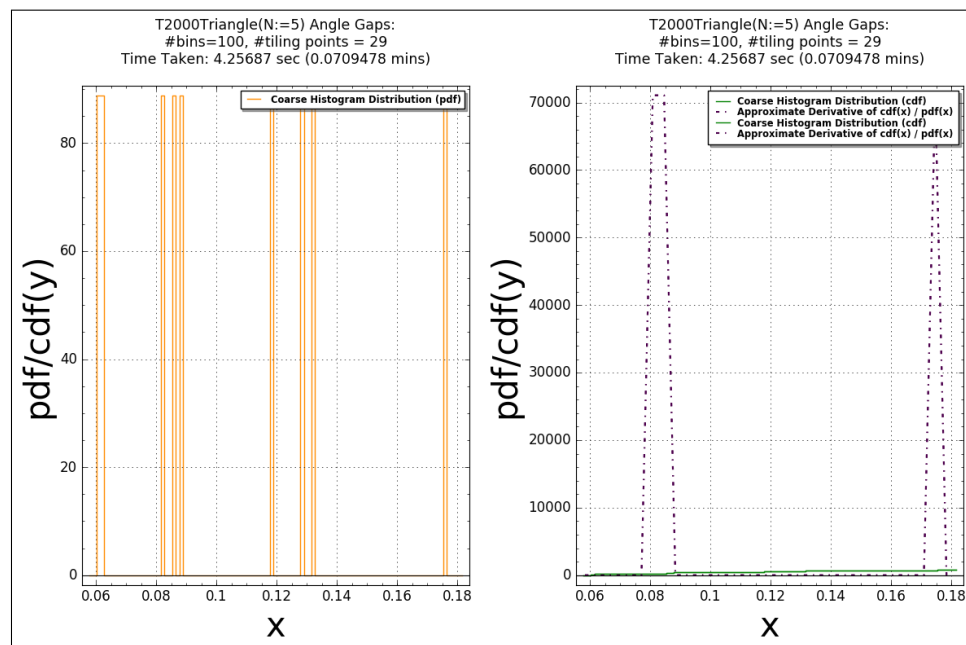 T2000Triangle(N:=5) Angle Gaps:
#bins=100, #tiling points = 29
Time Taken: 4.25687 sec (0.0709478 mins)
Coarse Histogram Distribution (pdf)
80
60
40
20
0
0.06 0.08 0.1 0.12 0.14 0.16 0.18
pdf/cdf(y)
x
T2000Triangle(N:=5) Angle Gaps:
#bins=100, #tiling points = 29
Time Taken: 4.25687 sec (0.0709478 mins)
Coarse Histogram Distribution (cdf)
Approximate Derivative of cdf(x) / pdf(x)
Coarse Histogram Distribution (cdf)
Approximate Derivative of cdf(x) / pdf(x)
70000
60000
50000
40000
30000
20000
10000
0
0.06 0.08 0.1 0.12 0.14 0.16 0.18
pdf/cdf(y)
x